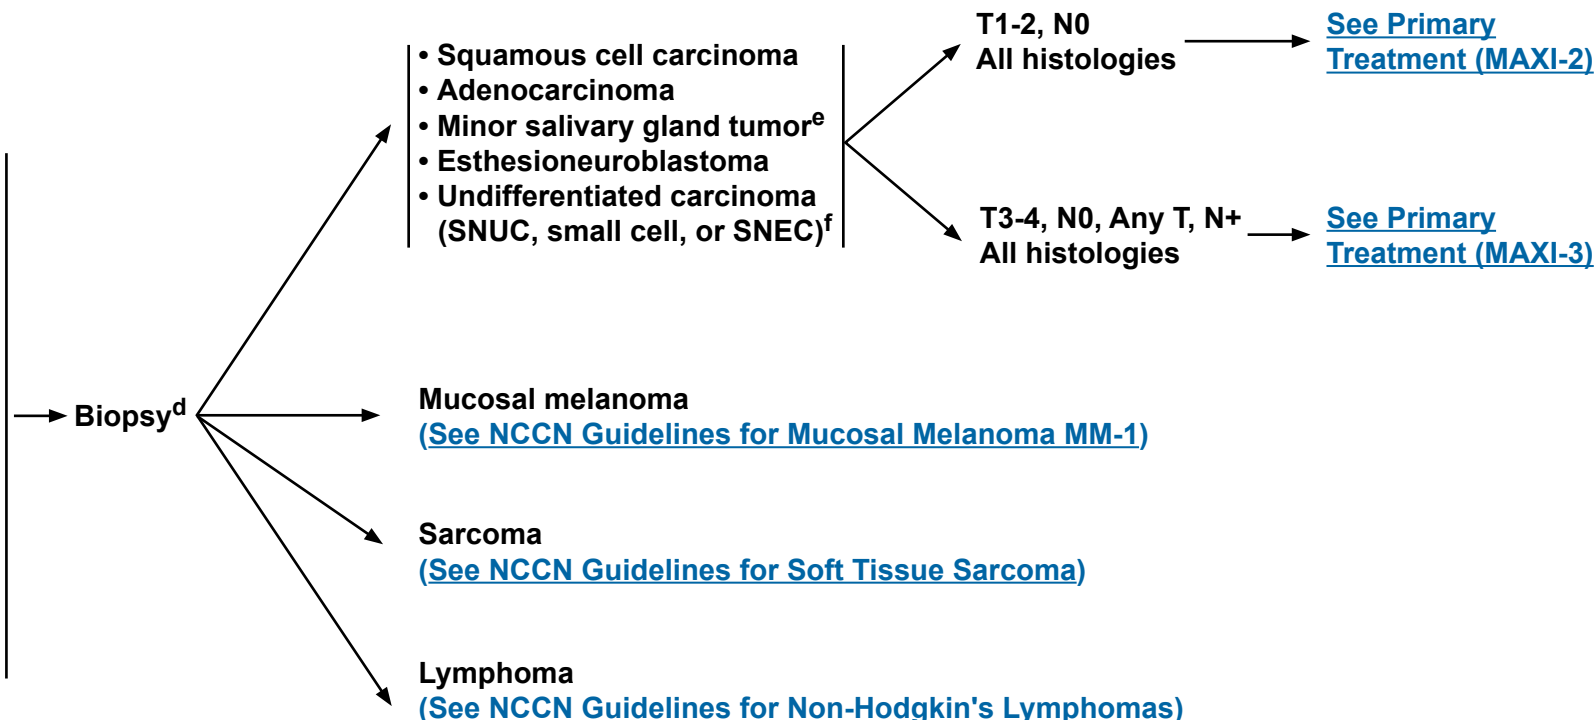 • Squamous cell carcinoma
• Adenocarcinoma
• Minor salivary gland tumorᵉ
• Esthesioneuroblastoma
• Undifferentiated carcinoma
(SNUC, small cell, or SNEC)ᶠ
T1-2, N0
All histologies
See Primary
Treatment (MAXI-2)
T3-4, N0, Any T, N+
All histologies
See Primary
Treatment (MAXI-3)
Biopsyᵈ
Mucosal melanoma
(See NCCN Guidelines for Mucosal Melanoma MM-1)
Sarcoma
(See NCCN Guidelines for Soft Tissue Sarcoma)
Lymphoma
(See NCCN Guidelines for Non-Hodgkin's Lymphomas)